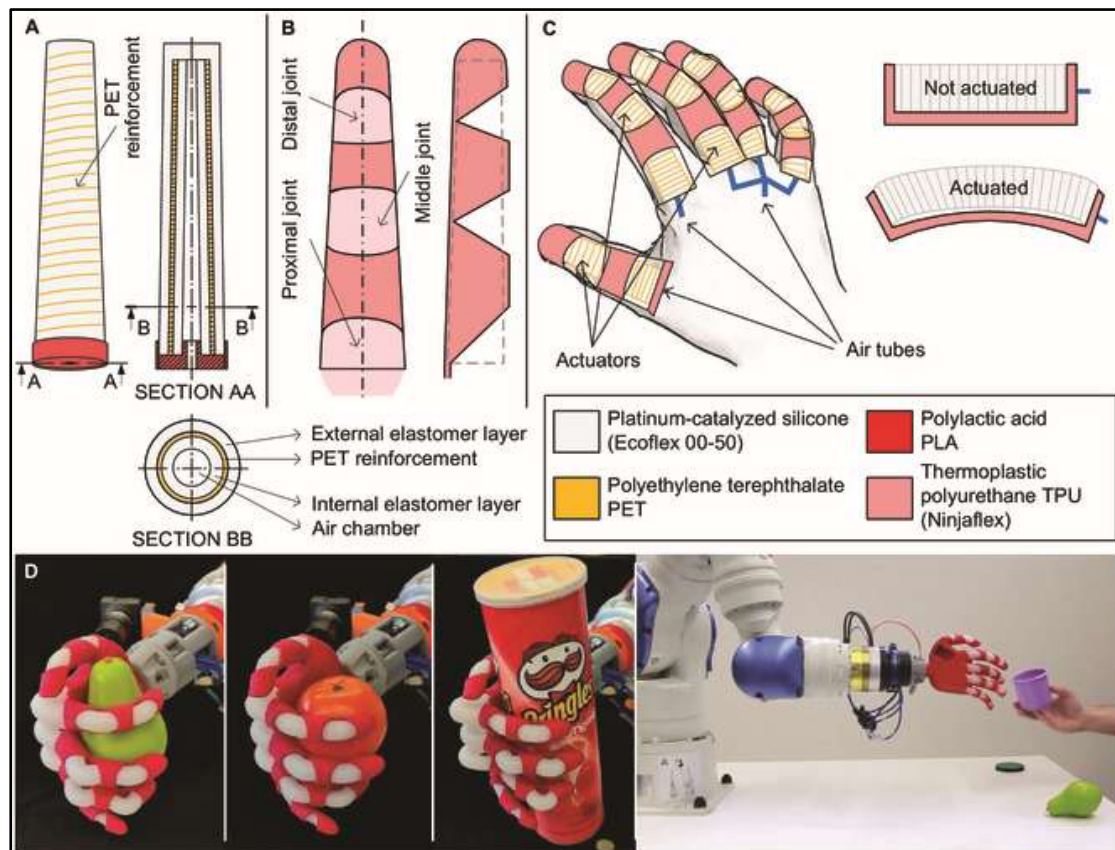 A
PET
reinforcement
B
B
A
A
SECTION AA
External elastomer layer
PET reinforcement
Internal elastomer layer
Air chamber
SECTION BB
B
Distal joint
Proximal joint
Middle joint
C
Actuators
Air tubes
Not actuated
Actuated
Platinum-catalyzed silicone
(Ecoflex 00-50)
Polyethylene terephthalate
PET
Polylactic acid
PLA
Thermoplastic
polyurethane TPU
(Ninjaflex)
D
Pringles